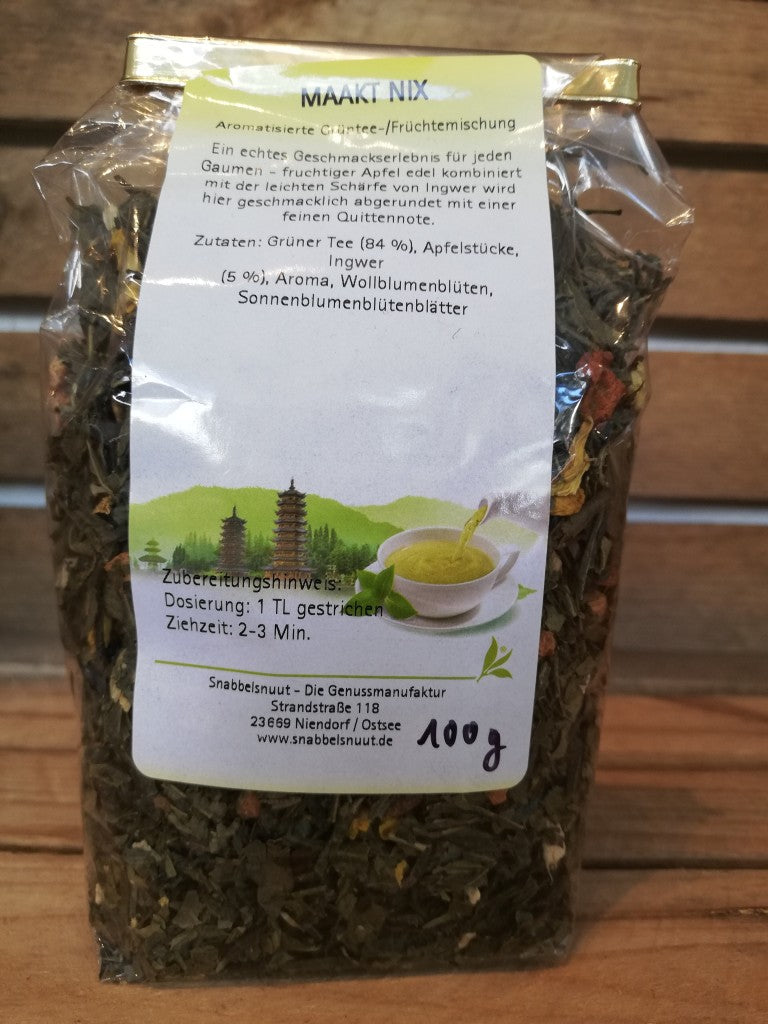 MAAKT NIX
Aromatisierte Grüntee-/Früchtemischung
Ein echtes Geschmackserlebnis für jeden
Gaumen - fruchtiger Apfel edel kombiniert
mit der leichten Schärfe von Ingwer wird
hier geschmacklich abgerundet mit einer
feinen Quittennote.
Zutaten: Grüner Tee (84 %), Apfelstücke,
Ingwer
(5 %), Aroma, Wollblumenblüten,
Sonnenblumenblütenblätter
Zubereitungshinweis:
Dosierung: 1 TL gestrichen
Ziehzeit: 2-3 Min.
Snabbelsnuut - Die Genussmanufaktur
Strandstraße 118
23669 Niendorf / Ostsee
www.snabbelsnuut.de
100g